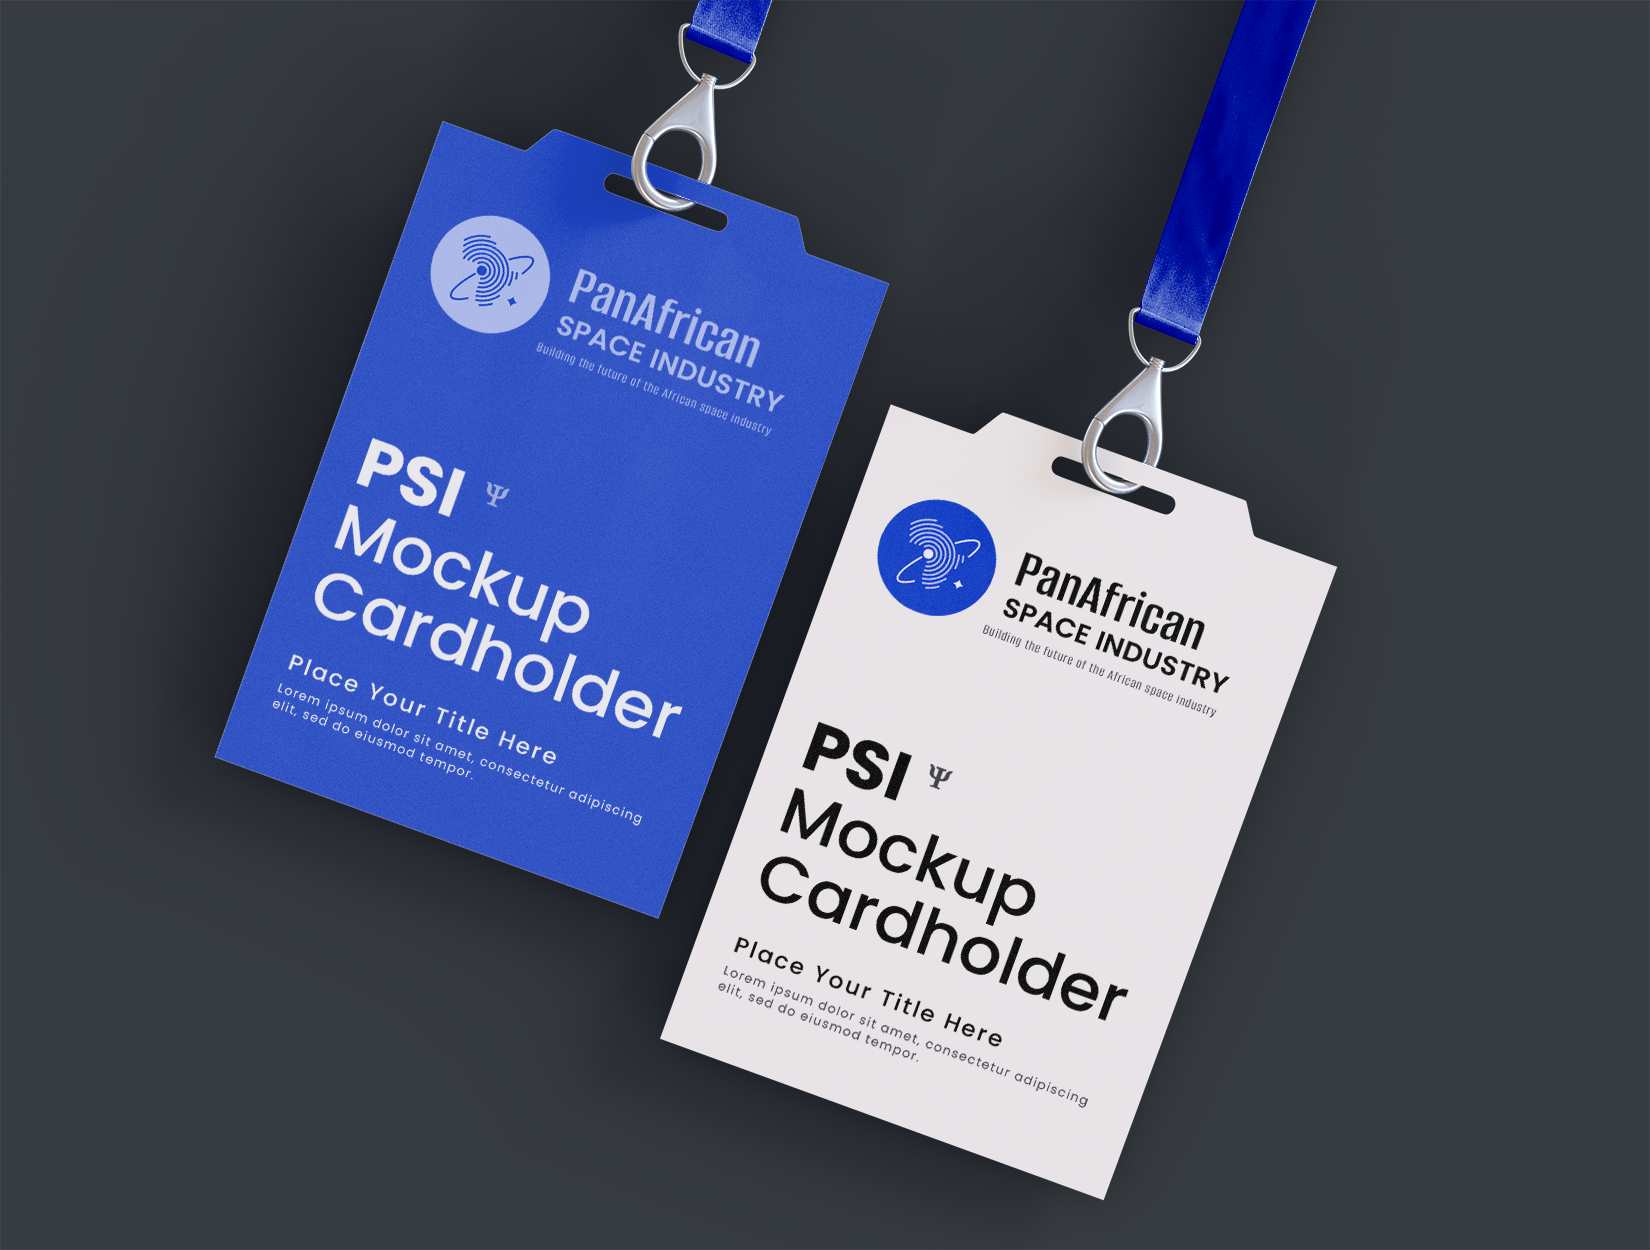 PanAfrican
SPACE INDUSTRY
Building the future of the African space industry
PSI Ψ
Mockup
Cardholder
Place Your Title Here
Lorem ipsum dolor sit amet, consectetur adipiscing
elit, sed do eiusmod tempor.
PanAfrican
SPACE INDUSTRY
Building the future of the African space industry
PSI Ψ
Mockup
Cardholder
Place Your Title Here
Lorem ipsum dolor sit amet, consectetur adipiscing
elit, sed do eiusmod tempor.